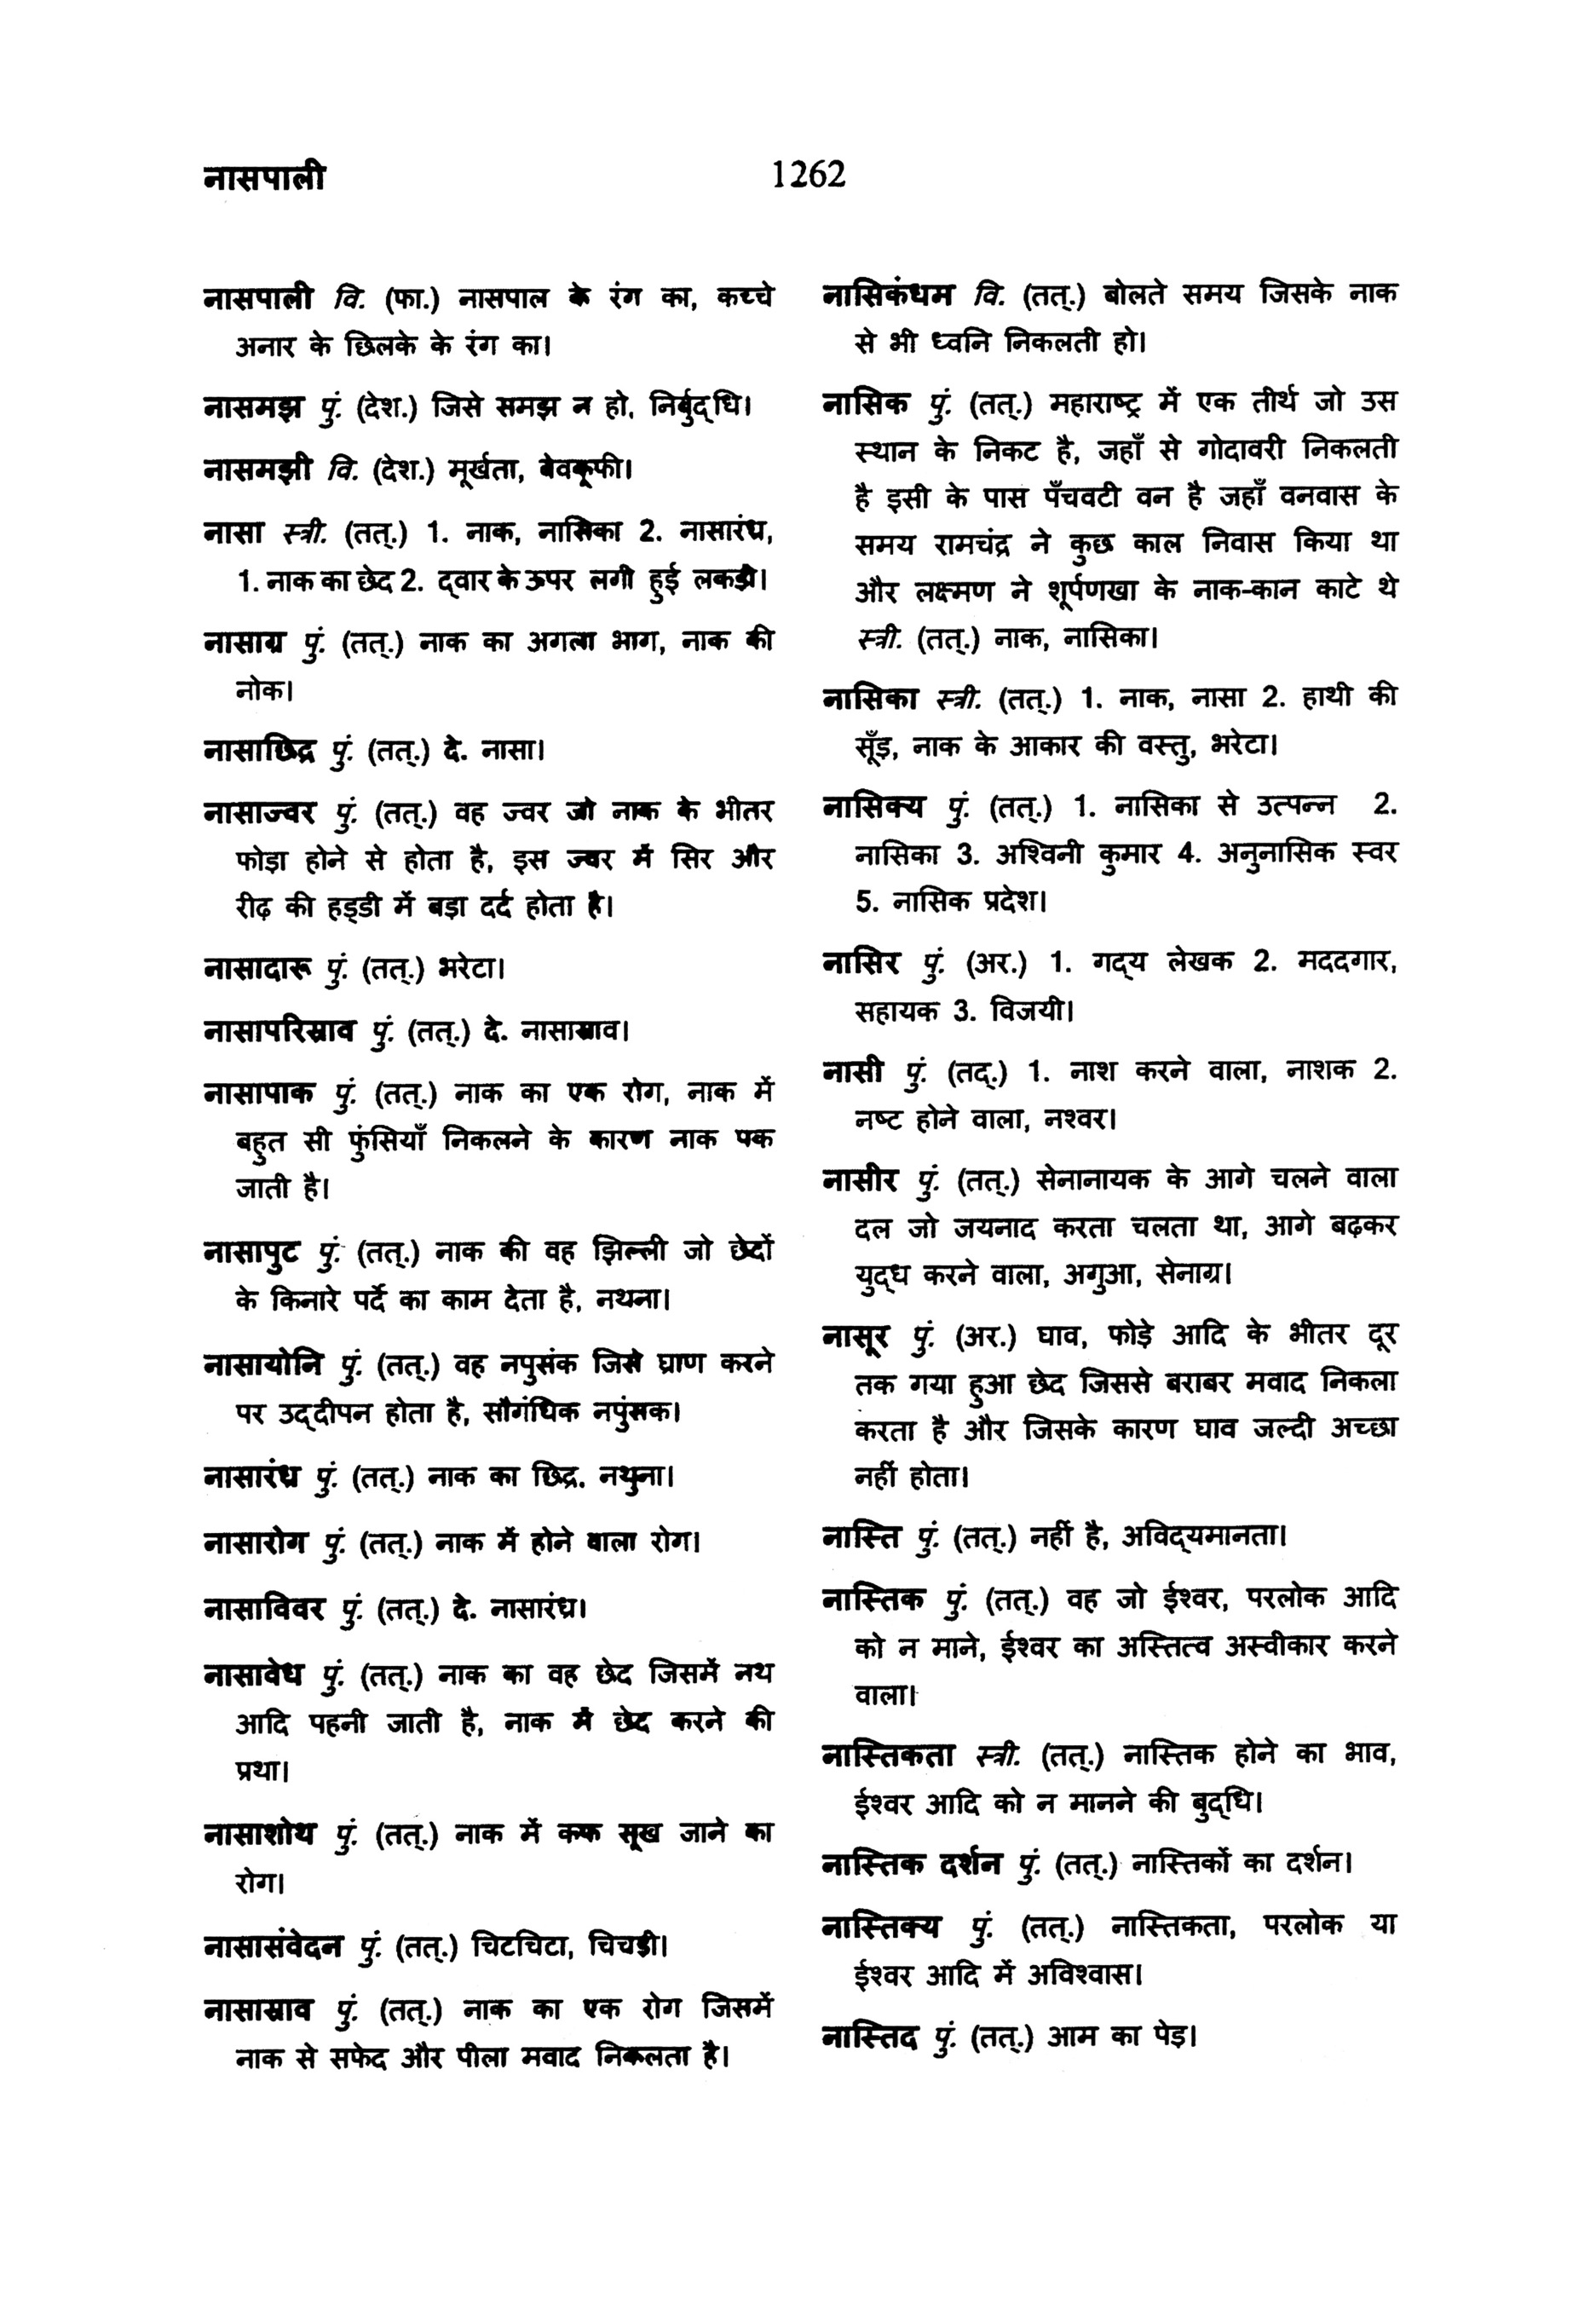 नासपाली
1262
नासपाली वि. (फा.) नासपाल के रंग का, कच्चे
अनार के छिलके के रंग का।
नासमझ पुं. (देश.) जिसे समझ न हो, निर्बुद्‌धि।
नासमझी वि. (देश.) मूर्खता, बेवकूफी।
नासा स्त्री. (तत्.) 1. नाक, नासिका 2. नासारंध्र,
1. नाक का छेद 2. द्‌वार के ऊपर लगी हुई लकड़ी।
नासाग्र पुं. (तत्.) नाक का अगला भाग, नाक की
नोक।
नासाछिद्र पुं. (तत्.) दे. नासा।
नासाज्वर पुं. (तत्.) वह ज्वर जो नाक के भीतर
फोड़ा होने से होता है, इस ज्वर में सिर और
रीढ़ की हड्‌डी में बड़ा दर्द होता है।
नासादारू पुं. (तत्.) भरेटा।
नासापरिस्राव पुं. (तत्.) दे. नासास्राव।
नासापाक पुं. (तत्.) नाक का एक रोग, नाक में
बहुत सी फुंसियाँ निकलने के कारण नाक पक
जाती है।
नासापुट पुं. (तत्.) नाक की वह झिल्ली जो छेदों
के किनारे पर्दे का काम देता है, नथना।
नासायोनि पुं. (तत्.) वह नपुसंक जिसे घ्राण करने
पर उद्‌दीपन होता है, सौगंधिक नपुंसक।
नासारंध्र पुं. (तत्.) नाक का छिद्र. नथुना।
नासारोग पुं. (तत्.) नाक में होने वाला रोग।
नासाविवर पुं. (तत्.) दे. नासारंध्र।
नासावेध पुं. (तत्.) नाक का वह छेद जिसमें नथ
आदि पहनी जाती है, नाक में छेद करने की
प्रथा।
नासाशोथ पुं. (तत्.) नाक में कफ सूख जाने का
रोग।
नासासंवेदन पुं. (तत्.) चिटचिटा, चिचड़ी।
नासास्राव पुं. (तत्.) नाक का एक रोग जिसमें
नाक से सफेद और पीला मवाद निकलता है।
नासिकंधम वि. (तत्.) बोलते समय जिसके नाक
से भी ध्वनि निकलती हो।
नासिक पुं. (तत्.) महाराष्ट्र में एक तीर्थ जो उस
स्थान के निकट है, जहाँ से गोदावरी निकलती
है इसी के पास पँचवटी वन है जहाँ वनवास के
समय रामचंद्र ने कुछ काल निवास किया था
और लक्ष्मण ने शूर्पणखा के नाक-कान काटे थे
स्त्री. (तत्.) नाक, नासिका।
नासिका स्त्री. (तत्.) 1. नाक, नासा 2. हाथी की
सूँड़, नाक के आकार की वस्तु, भरेटा।
नासिक्य पुं. (तत्.) 1. नासिका से उत्पन्न 2.
नासिका 3. अश्विनी कुमार 4. अनुनासिक स्वर
5. नासिक प्रदेश।
नासिर पुं. (अर.) 1. गद्‌य लेखक 2. मददगार,
सहायक 3. विजयी।
नासी पुं. (तद्.) 1. नाश करने वाला, नाशक 2.
नष्ट होने वाला, नश्वर।
नासीर पुं. (तत्.) सेनानायक के आगे चलने वाला
दल जो जयनाद करता चलता था, आगे बढ़कर
युद्‌ध करने वाला, अगुआ, सेनाग्र।
नासूर पुं. (अर.) घाव, फोड़े आदि के भीतर दूर
तक गया हुआ छेद जिससे बराबर मवाद निकला
करता है और जिसके कारण घाव जल्दी अच्छा
नहीं होता।
नास्ति पुं. (तत्.) नहीं है, अविद्‌यमानता।
नास्तिक पुं. (तत्.) वह जो ईश्वर, परलोक आदि
को न माने, ईश्वर का अस्तित्व अस्वीकार करने
वाला।
नास्तिकता स्त्री. (तत्.) नास्तिक होने का भाव,
ईश्वर आदि को न मानने की बुद्‌धि।
नास्तिक दर्शन पुं. (तत्.) नास्तिकों का दर्शन।
नास्तिक्य पुं. (तत्.) नास्तिकता, परलोक या
ईश्वर आदि में अविश्वास।
नास्तिद पुं. (तत्.) आम का पेड़।